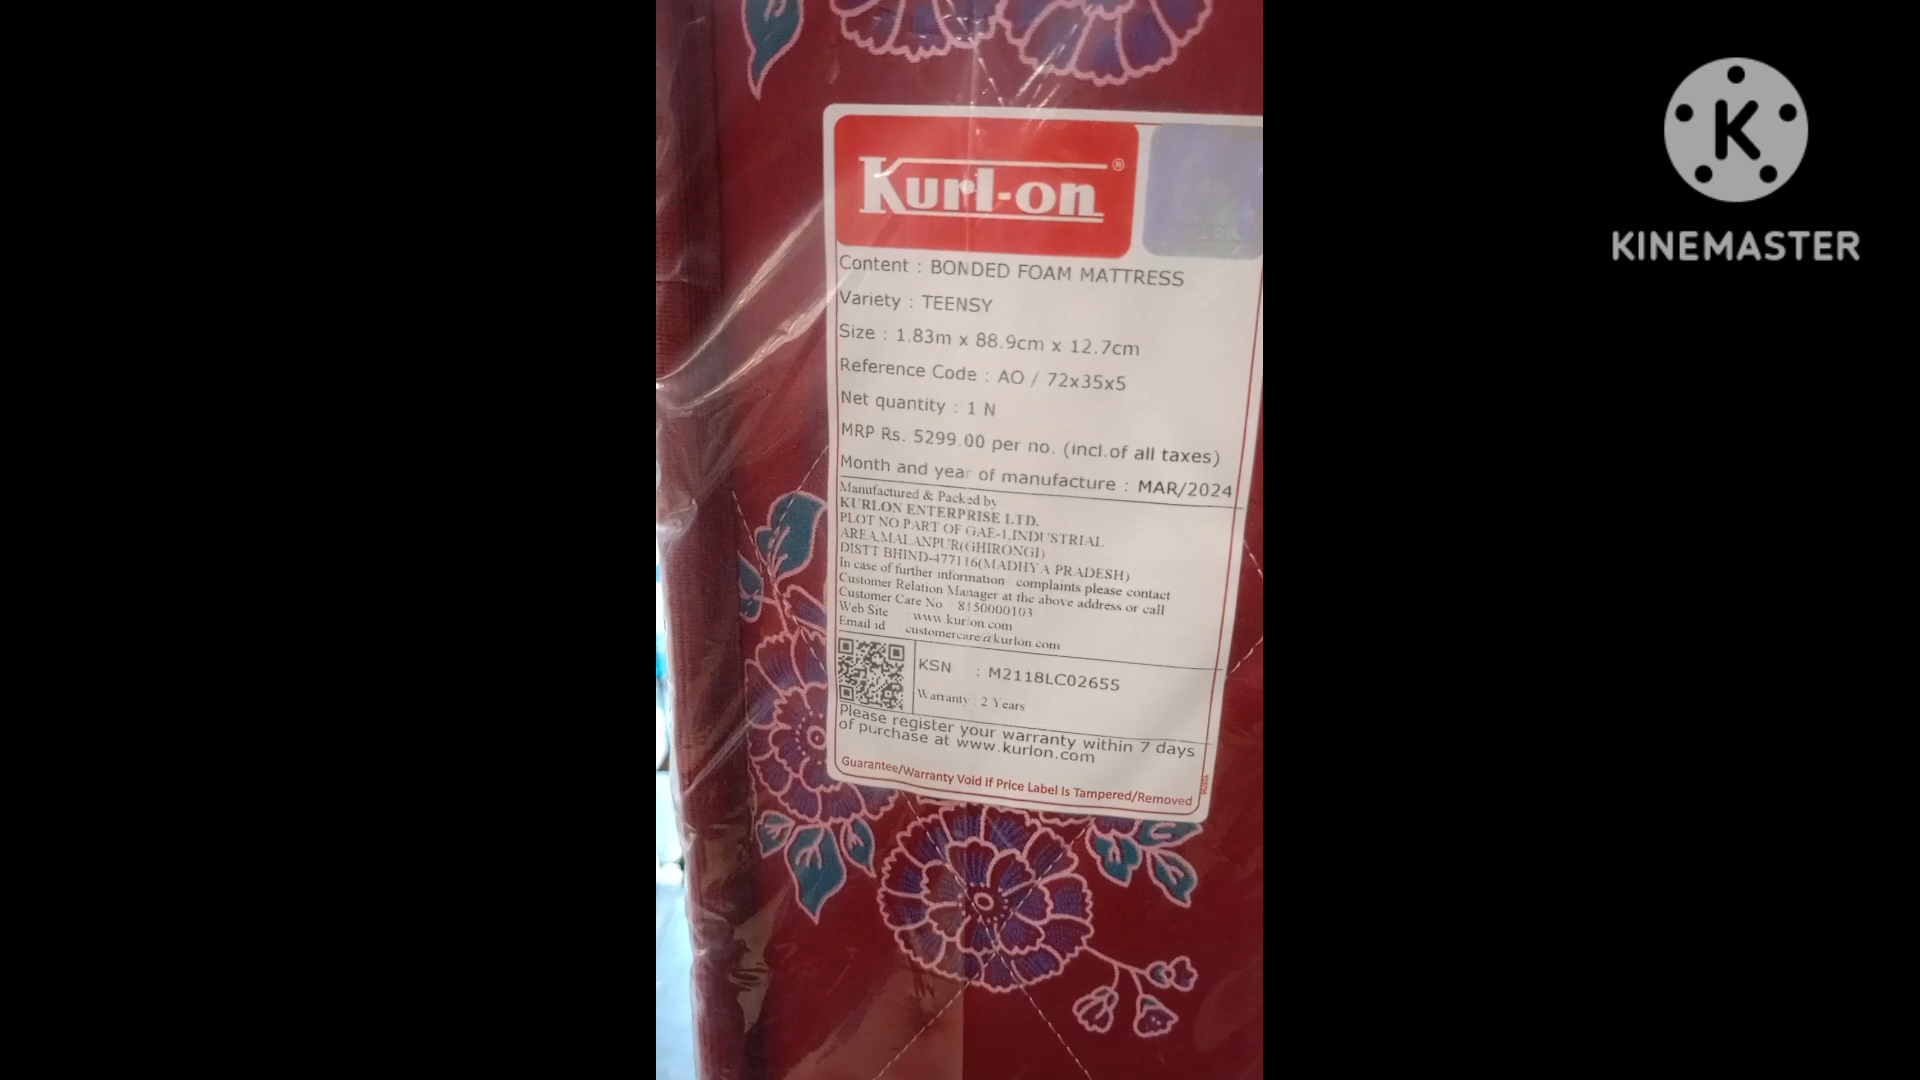 Kurl-on®
Content : BONDED FOAM MATTRESS
Variety : TEENSY
Size : 1.83m x 88.9cm x 12.7cm
Reference Code : AO / 72x35x5
Net quantity : 1 N
MRP Rs. 5299.00 per no. (incl.of all taxes)
Month and year of manufacture : MAR/2024
Manufactured & Packed by
KURLON ENTERPRISE LTD.
PLOT NO.PART OF GAE-1,INDUSTRIAL
AREA,MALANPUR(GHIRONGI)
DISTT BHIND-477116(MADHYA PRADESH)
In case of further information complaints please contact
Customer Relation Manager at the above address or call
Customer Care No 8150000103
Web Site : www.kurlon.com
Email id : customercare@kurlon.com
KSN : M2118LC02655
Warranty : 2 Years
Please register your warranty within 7 days
of purchase at www.kurlon.com
Guarantee/Warranty Void If Price Label Is Tampered/Removed
K
KINEMASTER